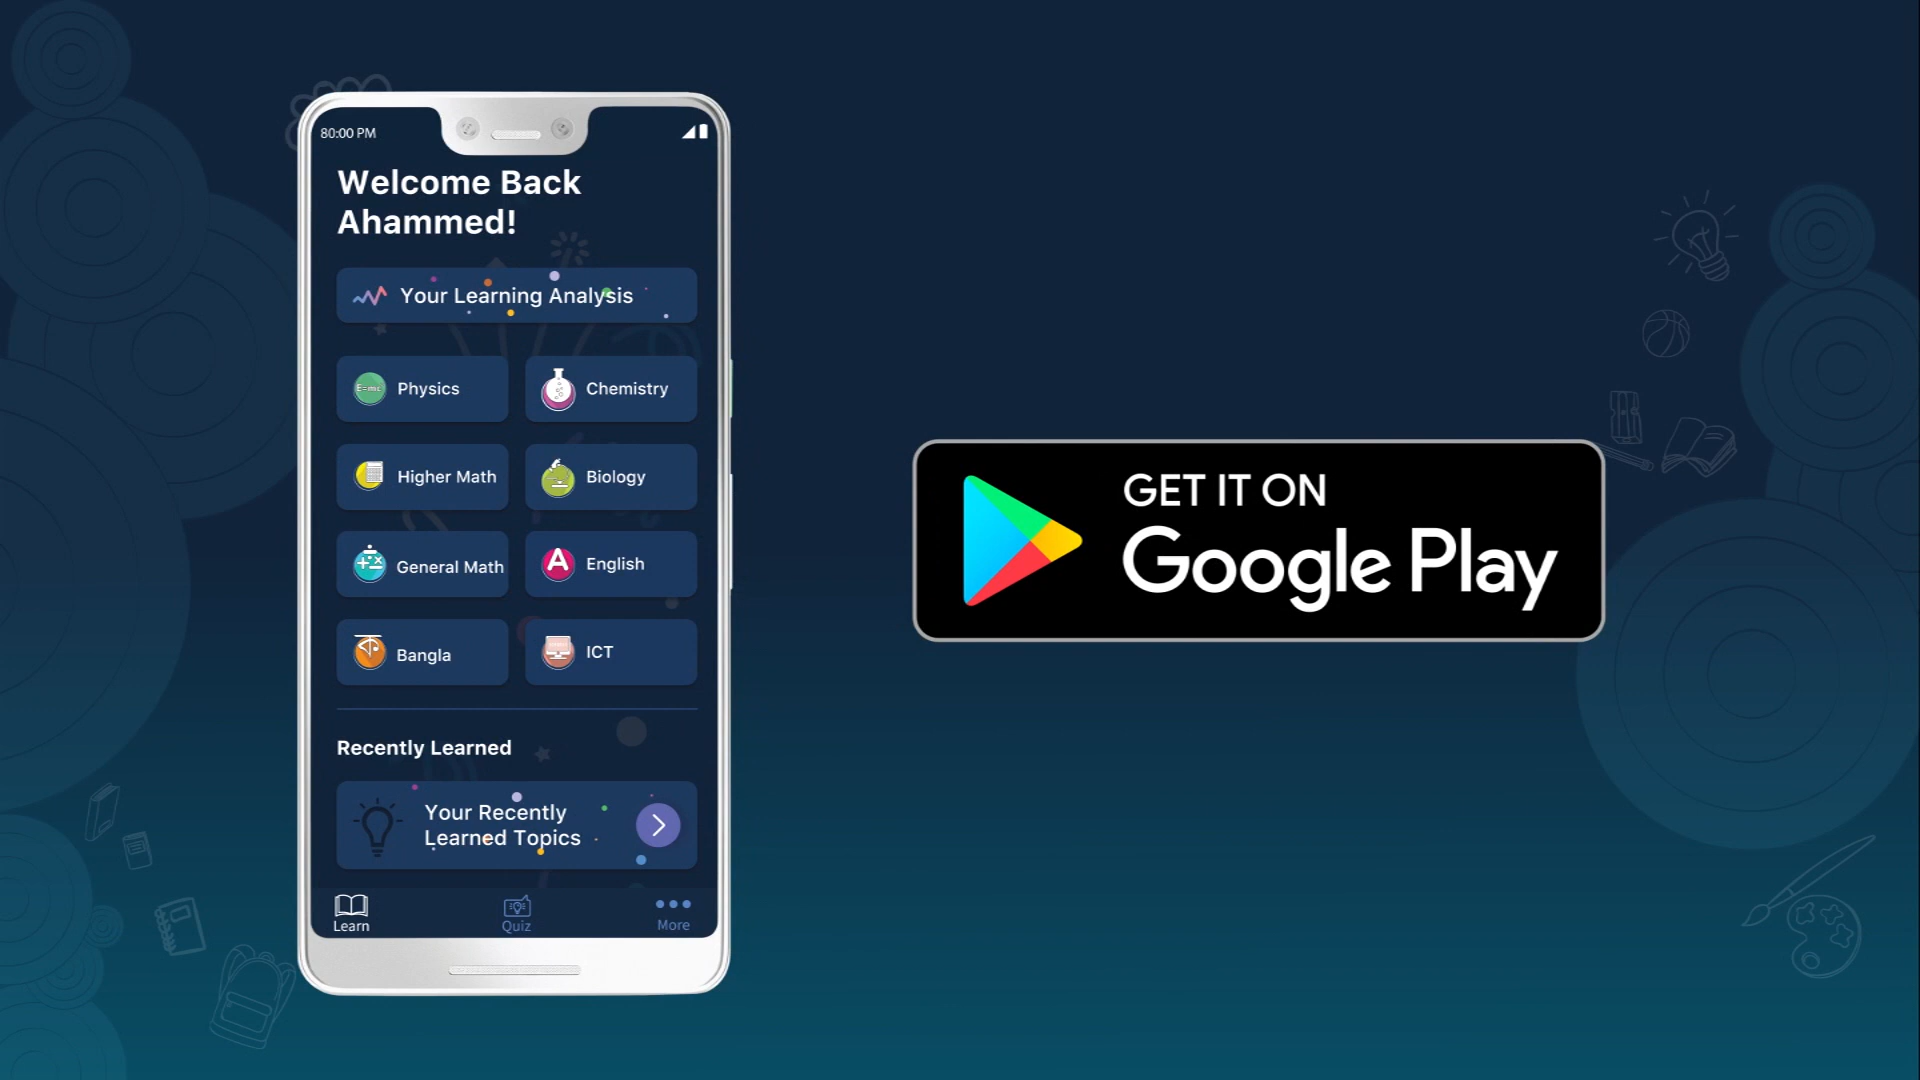 80:00 PM
Welcome Back
Ahammed!
Your Learning Analysis
E=mc
Physics
Chemistry
Higher Math
Biology
General Math
A
English
ক
Bangla
ICT
Recently Learned
Your Recently
Learned Topics
Learn
Quiz
More
GET IT ON
Google Play